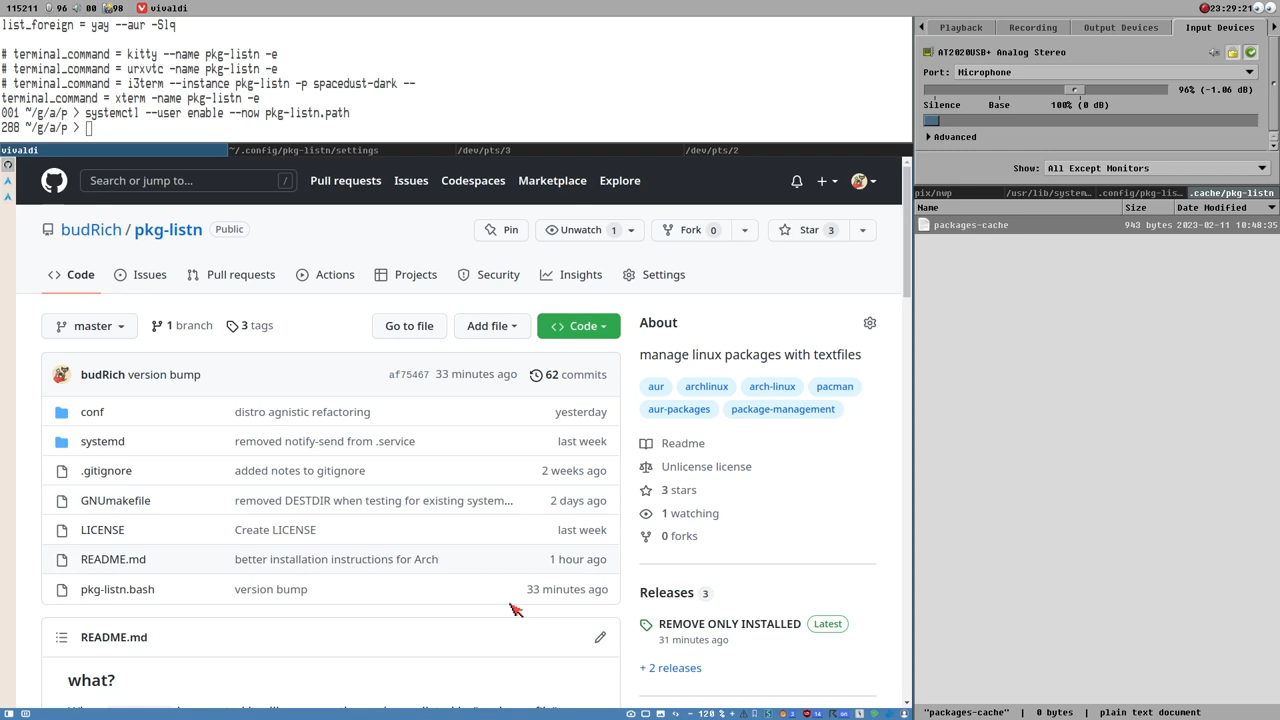 115211 96 00 98 vivaldi
23:29:21
list_foreign = yay --aur -Slq
# terminal_command = kitty --name pkg-listn -e
# terminal_command = urxvtc -name pkg-listn -e
# terminal_command = i3term --instance pkg-listn -p spacedust-dark --
terminal_command = xterm -name pkg-listn -e
001 ~/g/a/p > systemctl --user enable --now pkg-listn.path
288 ~/g/a/p >
vivaldi ~/.config/pkg-listn/settings /dev/pts/3 /dev/pts/2
Search or jump to... /
Pull requests Issues Codespaces Marketplace Explore
budRich / pkg-listn Public
Pin Unwatch 1 Fork 0 Star 3
Code Issues Pull requests Actions Projects Security Insights Settings
master 1 branch 3 tags Go to file Add file Code
budRich version bump af75467 33 minutes ago 62 commits
conf distro agnistic refactoring yesterday
systemd removed notify-send from .service last week
.gitignore added notes to gitignore 2 weeks ago
GNUmakefile removed DESTDIR when testing for existing system... 2 days ago
LICENSE Create LICENSE last week
README.md better installation instructions for Arch 1 hour ago
pkg-listn.bash version bump 33 minutes ago
README.md
what?
About
manage linux packages with textfiles
aur archlinux arch-linux pacman
aur-packages package-management
Readme
Unlicense license
3 stars
1 watching
0 forks
Releases 3
REMOVE ONLY INSTALLED Latest
31 minutes ago
+ 2 releases
120 %
Playback Recording Output Devices Input Devices
AT2020USB+ Analog Stereo
Port: Microphone
96% (-1.06 dB)
Silence Base 100% (0 dB)
Advanced
Show: All Except Monitors
pix/nwp /usr/lib/system… .config/pkg-lis… .cache/pkg-listn
Name Size Date Modified
packages-cache 943 bytes 2023-02-11 10:48:35
"packages-cache" | 0 bytes | plain text document